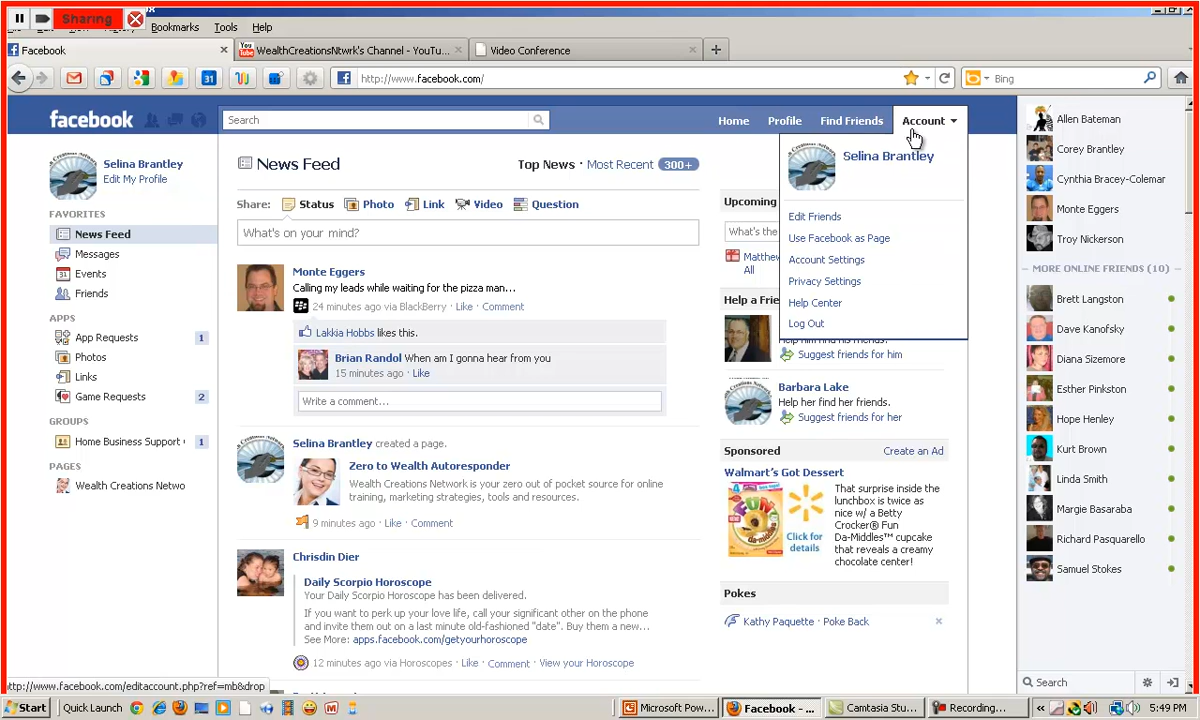 Sharing
History Bookmarks Tools Help
Facebook
WealthCreationsNtwrk's Channel - YouTu...
Video Conference
http://www.facebook.com/
Bing
facebook
Search
Home
Profile
Find Friends
Account
Selina Brantley
Edit My Profile
FAVORITES
News Feed
Messages
Events
Friends
APPS
App Requests 1
Photos
Links
Game Requests 2
GROUPS
Home Business Support 1
PAGES
Wealth Creations Netwo
News Feed
Top News · Most Recent 300+
Share: Status Photo Link Video Question
What's on your mind?
Monte Eggers
Calling my leads while waiting for the pizza man...
24 minutes ago via BlackBerry · Like · Comment
Lakkia Hobbs likes this.
Brian Randol When am I gonna hear from you
15 minutes ago · Like
Write a comment...
Selina Brantley created a page.
Zero to Wealth Autoresponder
Wealth Creations Network is your zero out of pocket source for online
training, marketing strategies, tools and resources.
9 minutes ago · Like · Comment
Chrisdin Dier
Daily Scorpio Horoscope
Your Daily Scorpio Horoscope has been delivered.
If you want to perk up your love life, call your significant other on the phone
and invite them out on a last minute old-fashioned "date". Buy them a new...
See More: apps.facebook.com/getyourhoroscope
12 minutes ago via Horoscopes · Like · Comment · View your Horoscope
Selina Brantley
Edit Friends
Use Facebook as Page
Account Settings
Privacy Settings
Help Center
Log Out
Upcoming
What's the
Matthew
All
Help a Frie
Help him find his friends.
Suggest friends for him
Barbara Lake
Help her find her friends.
Suggest friends for her
Sponsored Create an Ad
Walmart's Got Dessert
FUN
da-middles
Click for
details
That surprise inside the
lunchbox is twice as
nice w/ a Betty
Crocker® Fun
Da-Middles™ cupcake
that reveals a creamy
chocolate center!
Pokes
Kathy Paquette · Poke Back
Allen Bateman
Corey Brantley
Cynthia Bracey-Colemar
Monte Eggers
Troy Nickerson
MORE ONLINE FRIENDS (10)
Brett Langston
Dave Kanofsky
Diana Sizemore
Esther Pinkston
Hope Henley
Kurt Brown
Linda Smith
Margie Basaraba
Richard Pasquarello
Samuel Stokes
Search
http://www.facebook.com/editaccount.php?ref=mb&drop
Start
Quick Launch
Microsoft Pow...
Facebook - ...
Camtasia Stu...
Recording...
5:49 PM